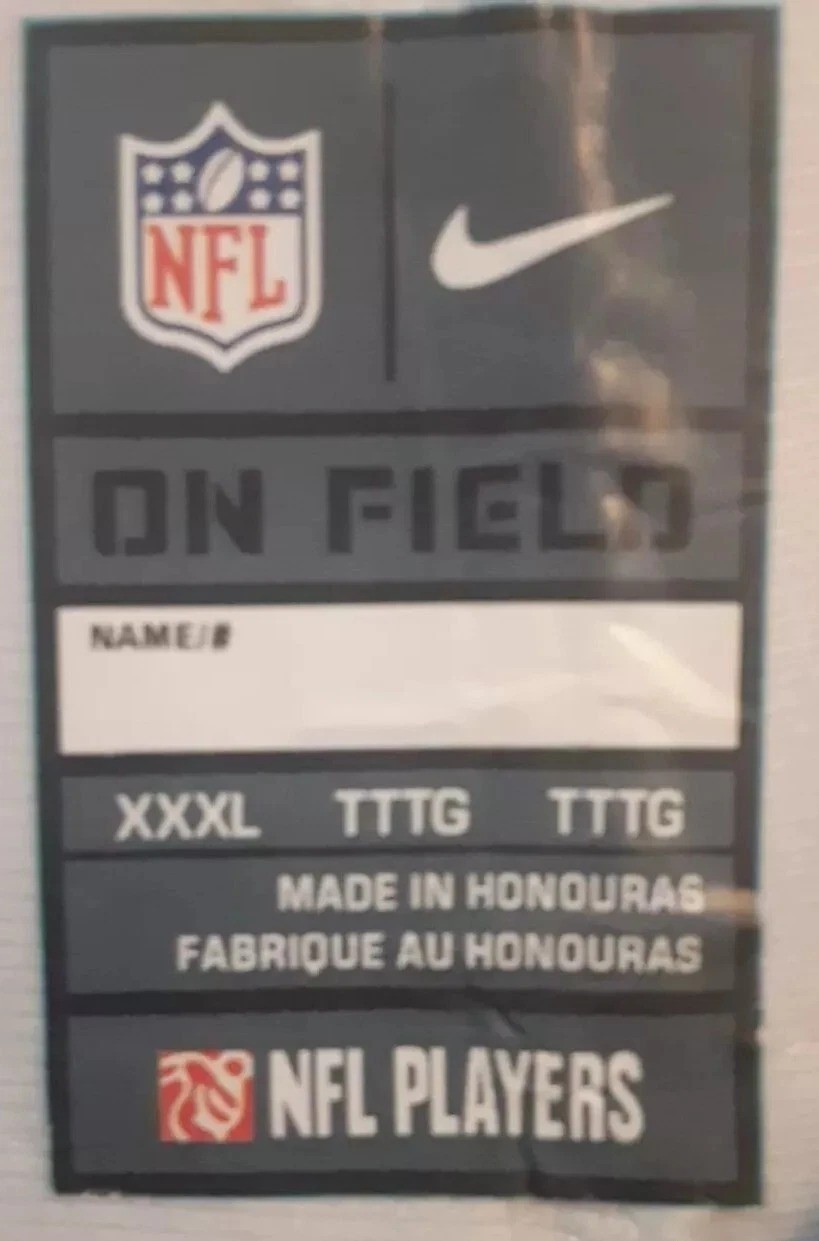 NFL
ON FIELD
NAME/#
XXXL TTTG TTTG
MADE IN HONOURAS
FABRIQUE AU HONOURAS
NFL PLAYERS